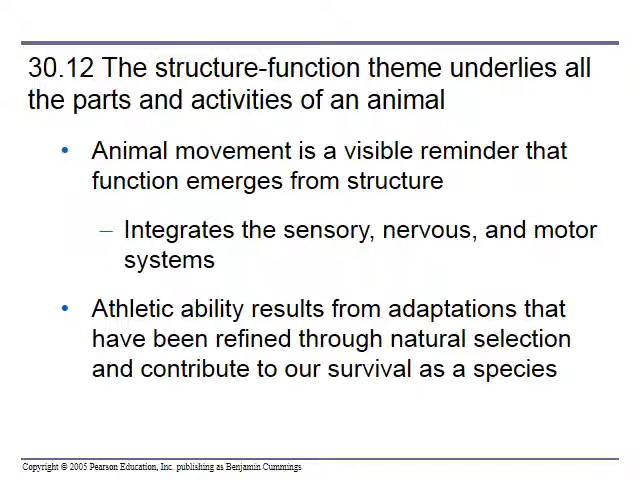 30.12 The structure-function theme underlies all
the parts and activities of an animal
• Animal movement is a visible reminder that
function emerges from structure
– Integrates the sensory, nervous, and motor
systems
• Athletic ability results from adaptations that
have been refined through natural selection
and contribute to our survival as a species
Copyright © 2005 Pearson Education, Inc. publishing as Benjamin Cummings